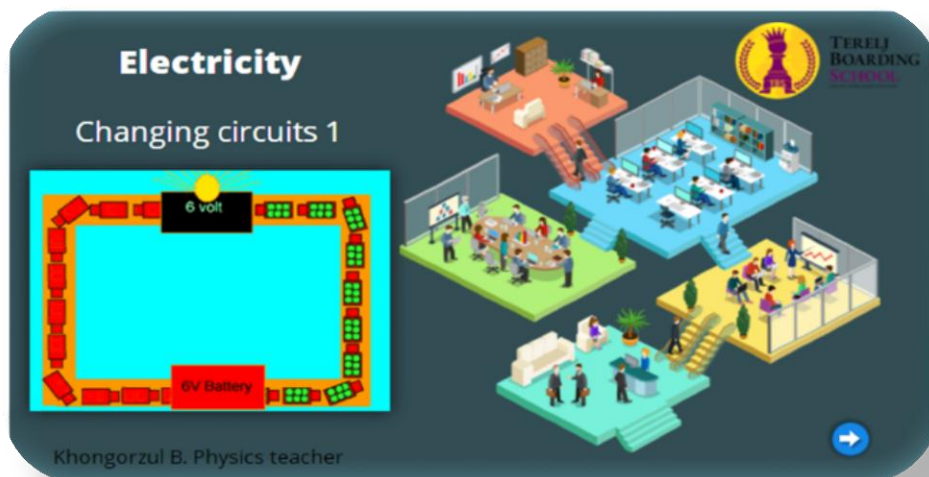 Electricity
Changing circuits 1
6 volt
6V Battery
Khongorzul B. Physics teacher
TERELJ
BOARDING
SCHOOL